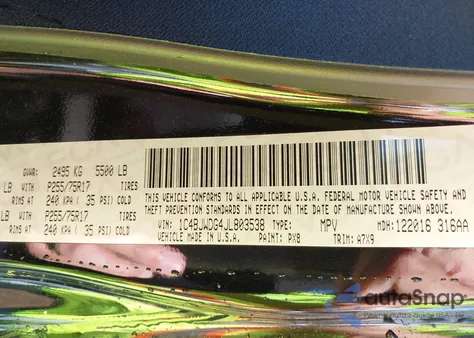 GVWR: 2495 KG 5500 LB
LB WITH P255/75R17 TIRES
RIMS AT 240 KPA ( 35 PSI) COLD
LB WITH P255/75R17 TIRES
RIMS AT 240 KPA ( 35 PSI) COLD
THIS VEHICLE CONFORMS TO ALL APPLICABLE U.S.A. FEDERAL MOTOR VEHICLE SAFETY AND
THEFT PREVENTION STANDARDS IN EFFECT ON THE DATE OF MANUFACTURE SHOWN ABOVE.
VIN: 1C4BJWDG4JL803538 TYPE: MPV MDH: 122016 316AA
VEHICLE MADE IN U.S.A. PAINT: PX8 TRIM: A7X9
autaSnap